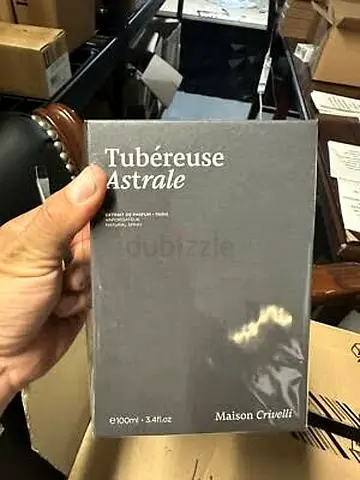 Tubéreuse
Astrale
EXTRAIT DE PARFUM - PARIS
VAPORISATEUR
NATURAL SPRAY
dubizzle
℮100ml - 3.4fl.oz
Maison Crivelli